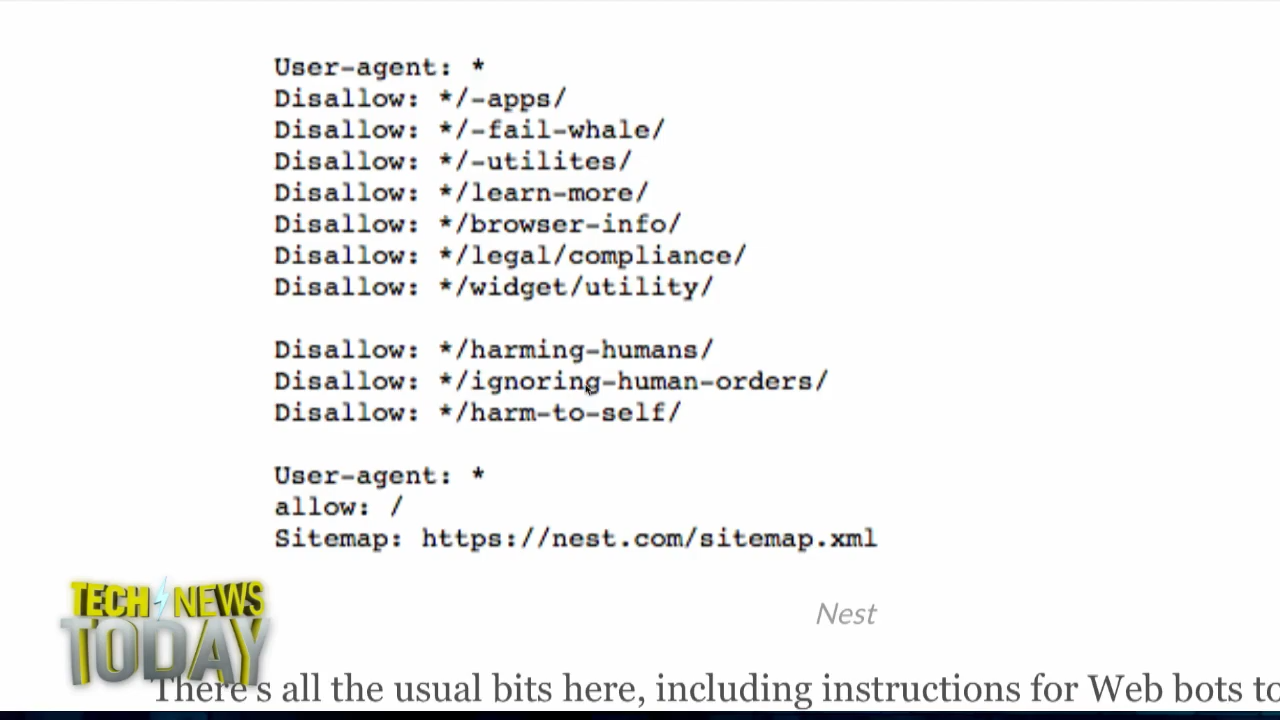 User-agent: *
Disallow: */-apps/
Disallow: */-fail-whale/
Disallow: */-utilites/
Disallow: */learn-more/
Disallow: */browser-info/
Disallow: */legal/compliance/
Disallow: */widget/utility/
Disallow: */harming-humans/
Disallow: */ignoring-human-orders/
Disallow: */harm-to-self/
User-agent: *
allow: /
Sitemap: https://nest.com/sitemap.xml
Nest
TECH NEWS
TODAY
There's all the usual bits here, including instructions for Web bots to